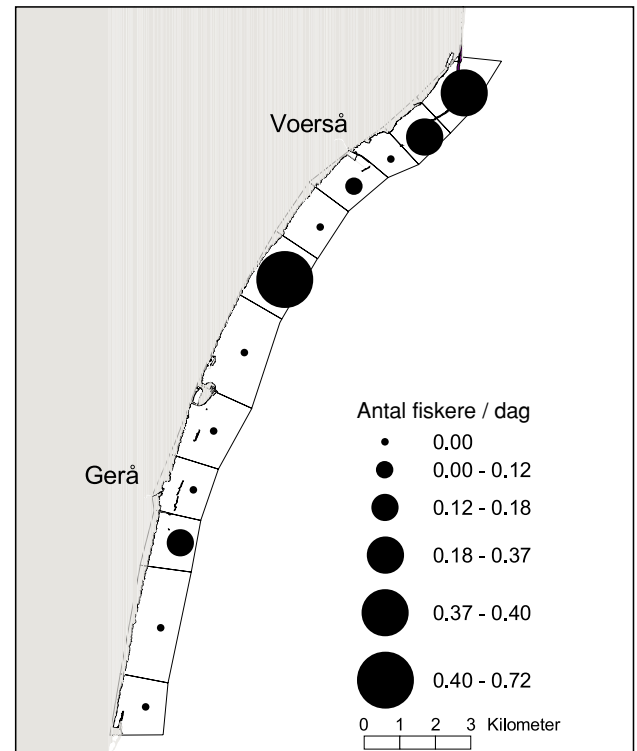 Voerså
Gerå
Antal fiskere / dag
0.00
0.00 - 0.12
0.12 - 0.18
0.18 - 0.37
0.37 - 0.40
0.40 - 0.72
0 1 2 3 Kilometer